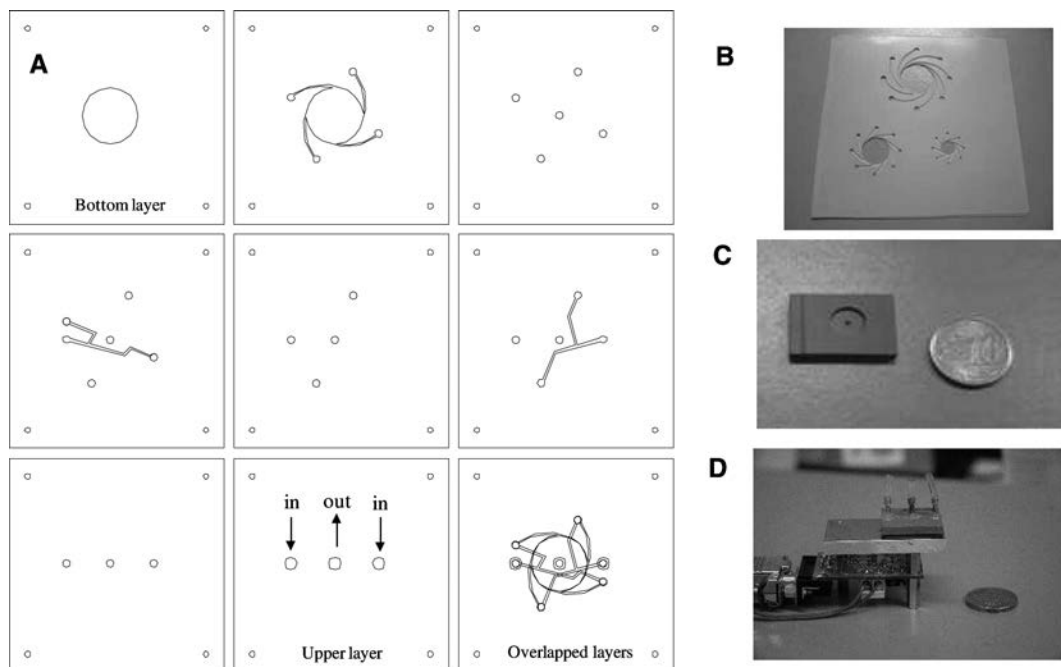 A
Bottom layer
in
out
in
Upper layer
Overlapped layers
B
C
10
D